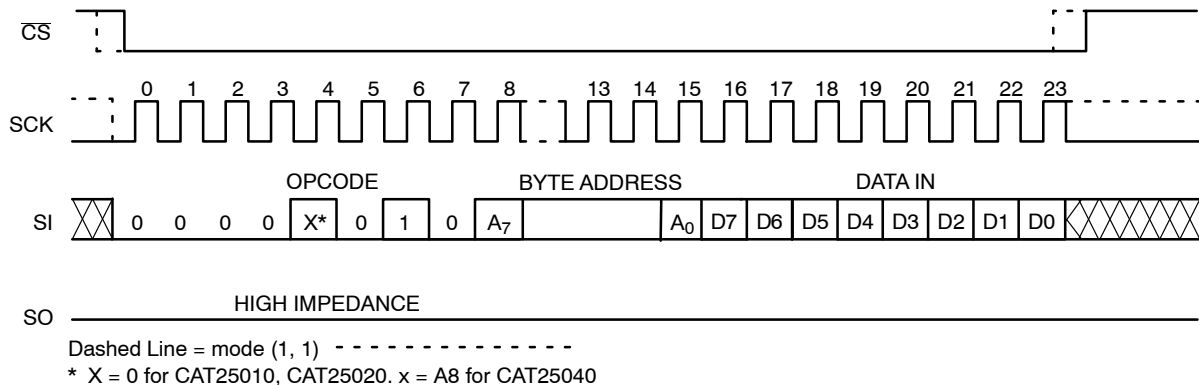 CS
0 1 2 3 4 5 6 7 8 13 14 15 16 17 18 19 20 21 22 23
SCK
OPCODE BYTE ADDRESS DATA IN
SI 0 0 0 0 X* 0 1 0 A7 A0 D7 D6 D5 D4 D3 D2 D1 D0
HIGH IMPEDANCE
SO
Dashed Line = mode (1, 1) - - - - - - - - - - - - - - -
* X = 0 for CAT25010, CAT25020. x = A8 for CAT25040